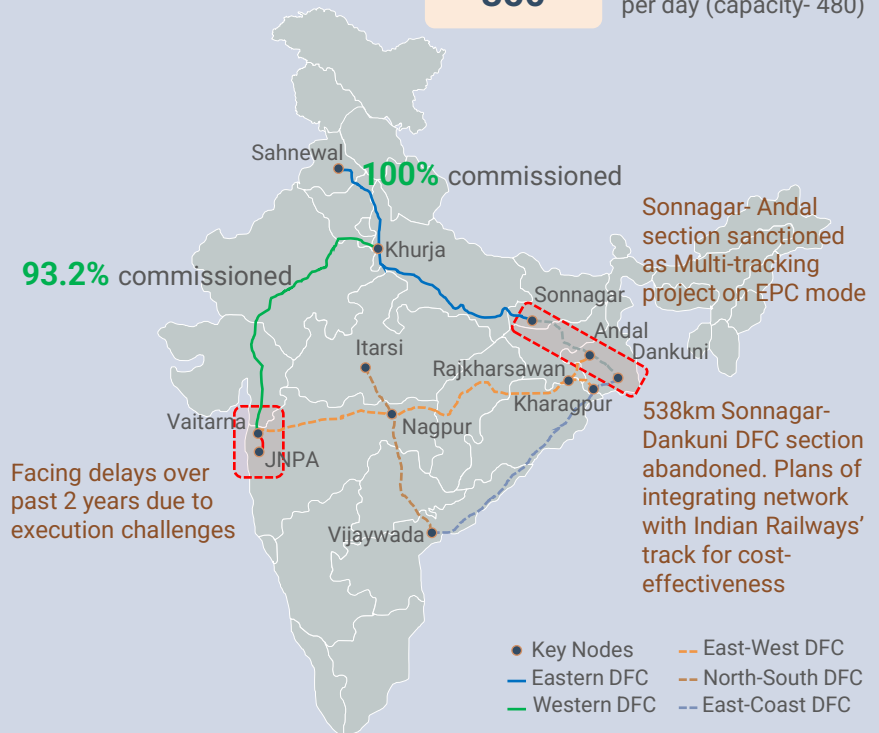 per day (capacity- 480)
Sahnewal
100% commissioned
Sonnagar- Andal
section sanctioned
as Multi-tracking
project on EPC mode
Khurja
93.2% commissioned
Sonnagar
Andal
Itarsi
Dankuni
Rajkharsawan
Kharagpur
Vaitarna
Nagpur
538km Sonnagar-
Dankuni DFC section
abandoned. Plans of
integrating network
with Indian Railways’
track for cost-
effectiveness
JNPA
Facing delays over
past 2 years due to
execution challenges
Vijaywada
Key Nodes
Eastern DFC
Western DFC
East-West DFC
North-South DFC
East-Coast DFC